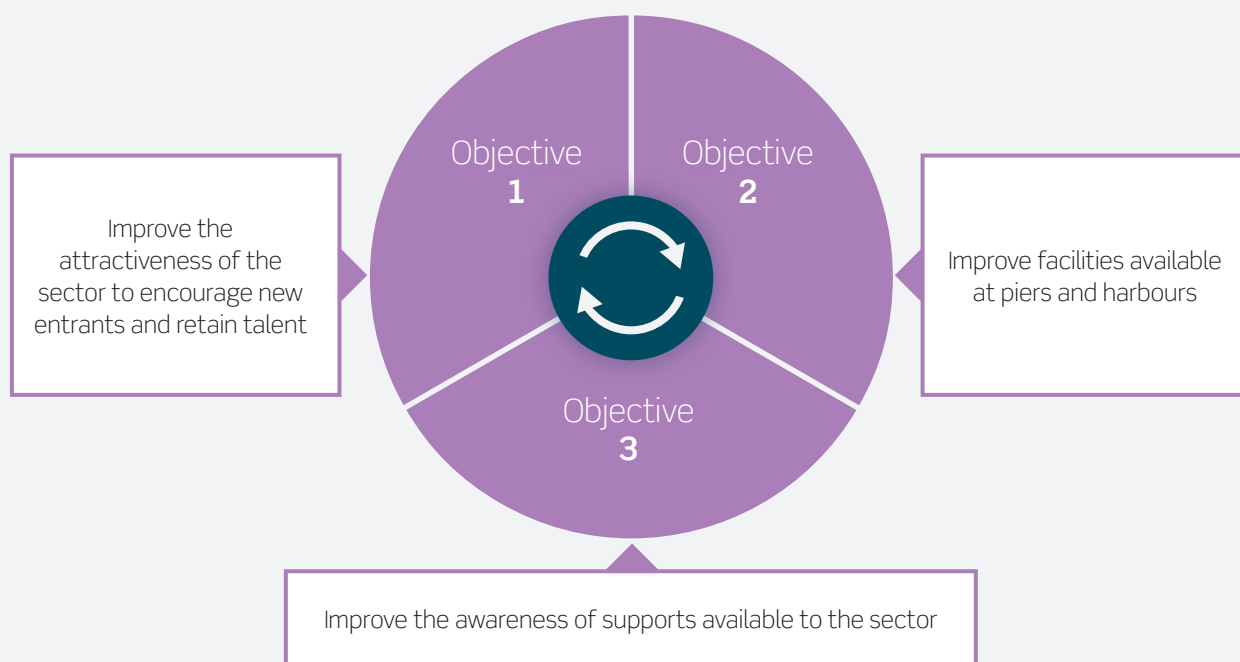 Objective
1
Objective
2
Improve the
attractiveness of the
sector to encourage new
entrants and retain talent
Improve facilities available
at piers and harbours
Objective
3
Improve the awareness of supports available to the sector